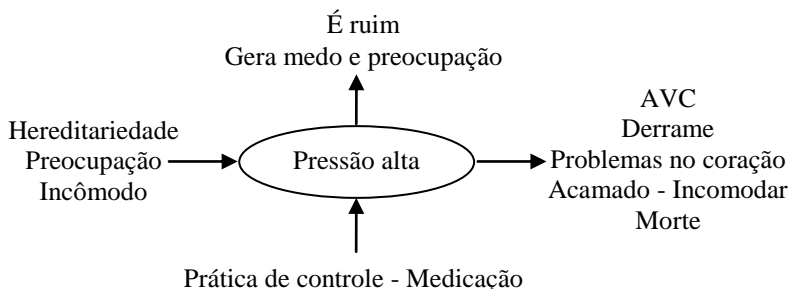 É ruim
Gera medo e preocupação
Hereditariedade
Preocupação
Incômodo
Pressão alta
AVC
Derrame
Problemas no coração
Acamado - Incomodar
Morte
Prática de controle - Medicação